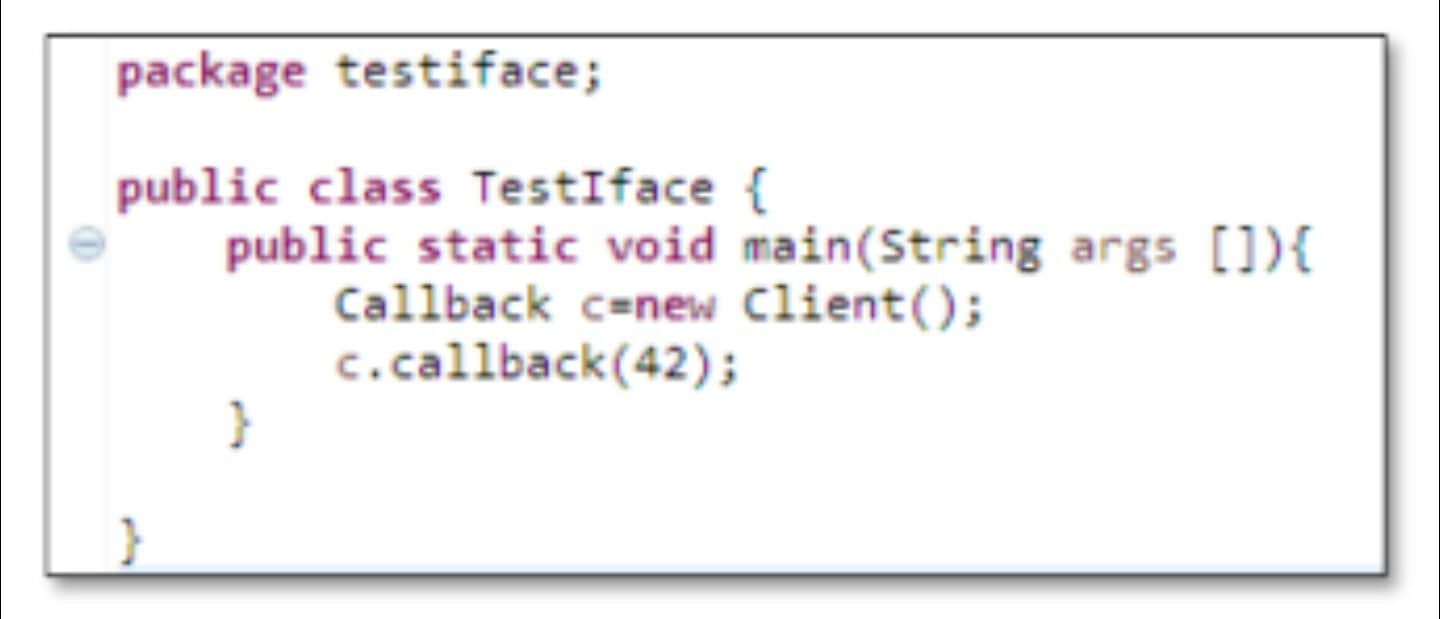 package testiface;
public class TestIface {
public static void main(String args []){
Callback c=new Client();
c.callback(42);
}
}